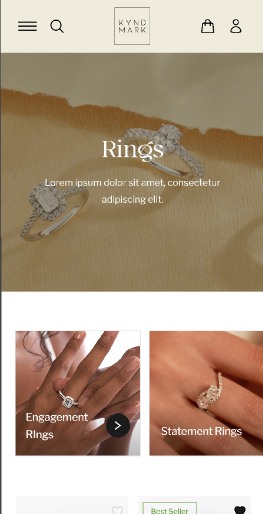 KYND
MARK
Rings
Lorem ipsum dolor sit amet, consectetur
adipiscing elit.
Engagement
Rings
Statement Rings
Best Seller